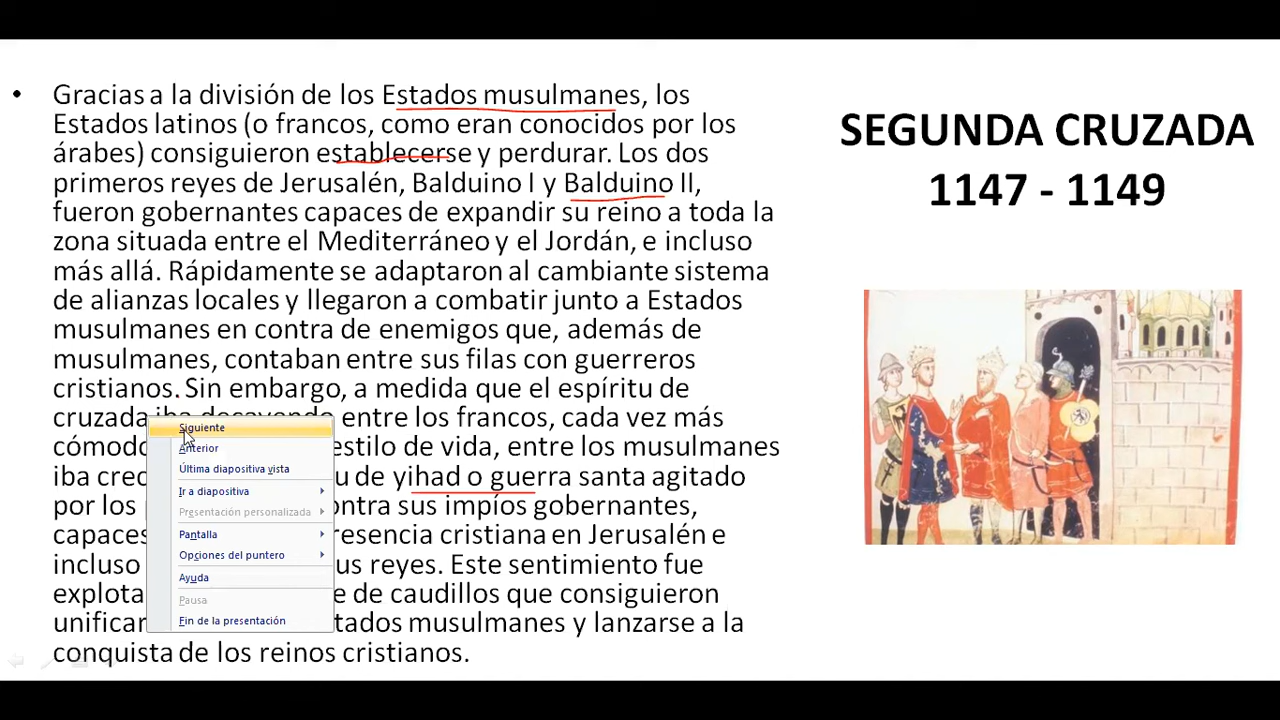 • Gracias a la división de los Estados musulmanes, los
Estados latinos (o francos, como eran conocidos por los
árabes) consiguieron establecerse y perdurar. Los dos
primeros reyes de Jerusalén, Balduino I y Balduino II,
fueron gobernantes capaces de expandir su reino a toda la
zona situada entre el Mediterráneo y el Jordán, e incluso
más allá. Rápidamente se adaptaron al cambiante sistema
de alianzas locales y llegaron a combatir junto a Estados
musulmanes en contra de enemigos que, además de
musulmanes, contaban entre sus filas con guerreros
cristianos. Sin embargo, a medida que el espíritu de
cruzada iba decayendo entre los francos, cada vez más
estilo de vida, entre los musulmanes
iba de yihad o guerra santa agitado
por los sus impíos gobernantes,
capaces cristiana en Jerusalén e
incluso sus reyes. Este sentimiento fue
de caudillos que consiguieron
unificar musulmanes y lanzarse a la
conquista de los reinos cristianos.
SEGUNDA CRUZADA
1147 - 1149
Siguiente
Anterior
Última diapositiva vista
Ir a diapositiva
Presentación personalizada
Pantalla
Opciones del puntero
Ayuda
Pausa
Fin de la presentación